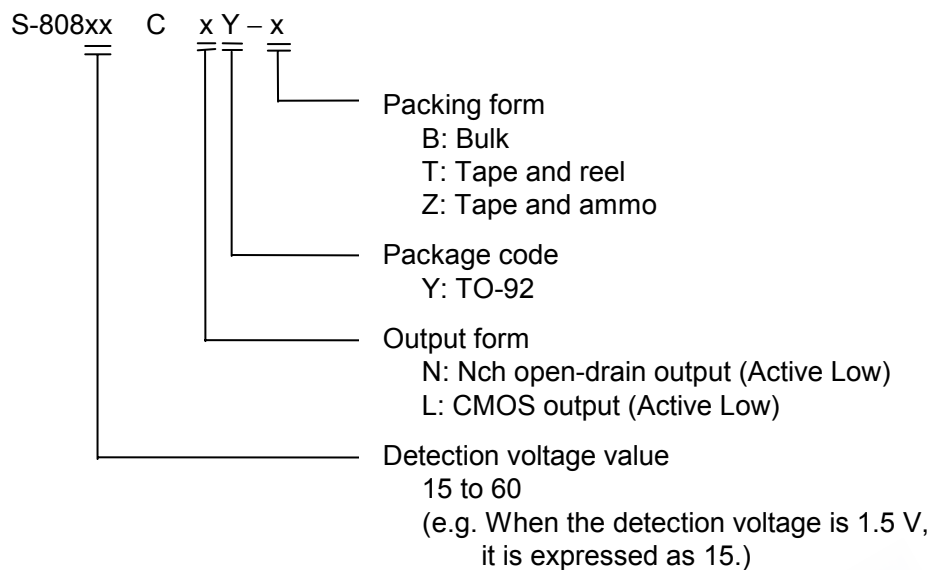 S-808xx C x Y – x
Packing form
B: Bulk
T: Tape and reel
Z: Tape and ammo
Package code
Y: TO-92
Output form
N: Nch open-drain output (Active Low)
L: CMOS output (Active Low)
Detection voltage value
15 to 60
(e.g. When the detection voltage is 1.5 V,
it is expressed as 15.)